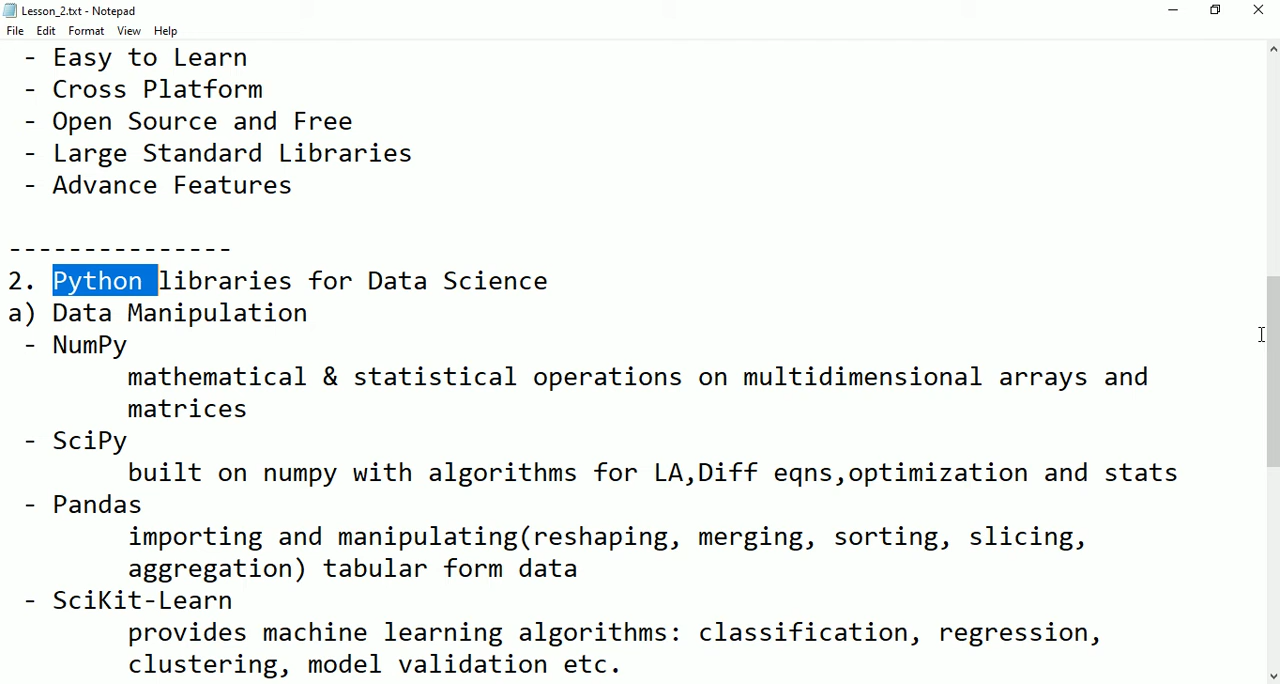 Lesson_2.txt - Notepad
File Edit Format View Help
- Easy to Learn
- Cross Platform
- Open Source and Free
- Large Standard Libraries
- Advance Features
---------------
2. Python libraries for Data Science
a) Data Manipulation
- NumPy
mathematical & statistical operations on multidimensional arrays and
matrices
- SciPy
built on numpy with algorithms for LA,Diff eqns,optimization and stats
- Pandas
importing and manipulating(reshaping, merging, sorting, slicing,
aggregation) tabular form data
- SciKit-Learn
provides machine learning algorithms: classification, regression,
clustering, model validation etc.